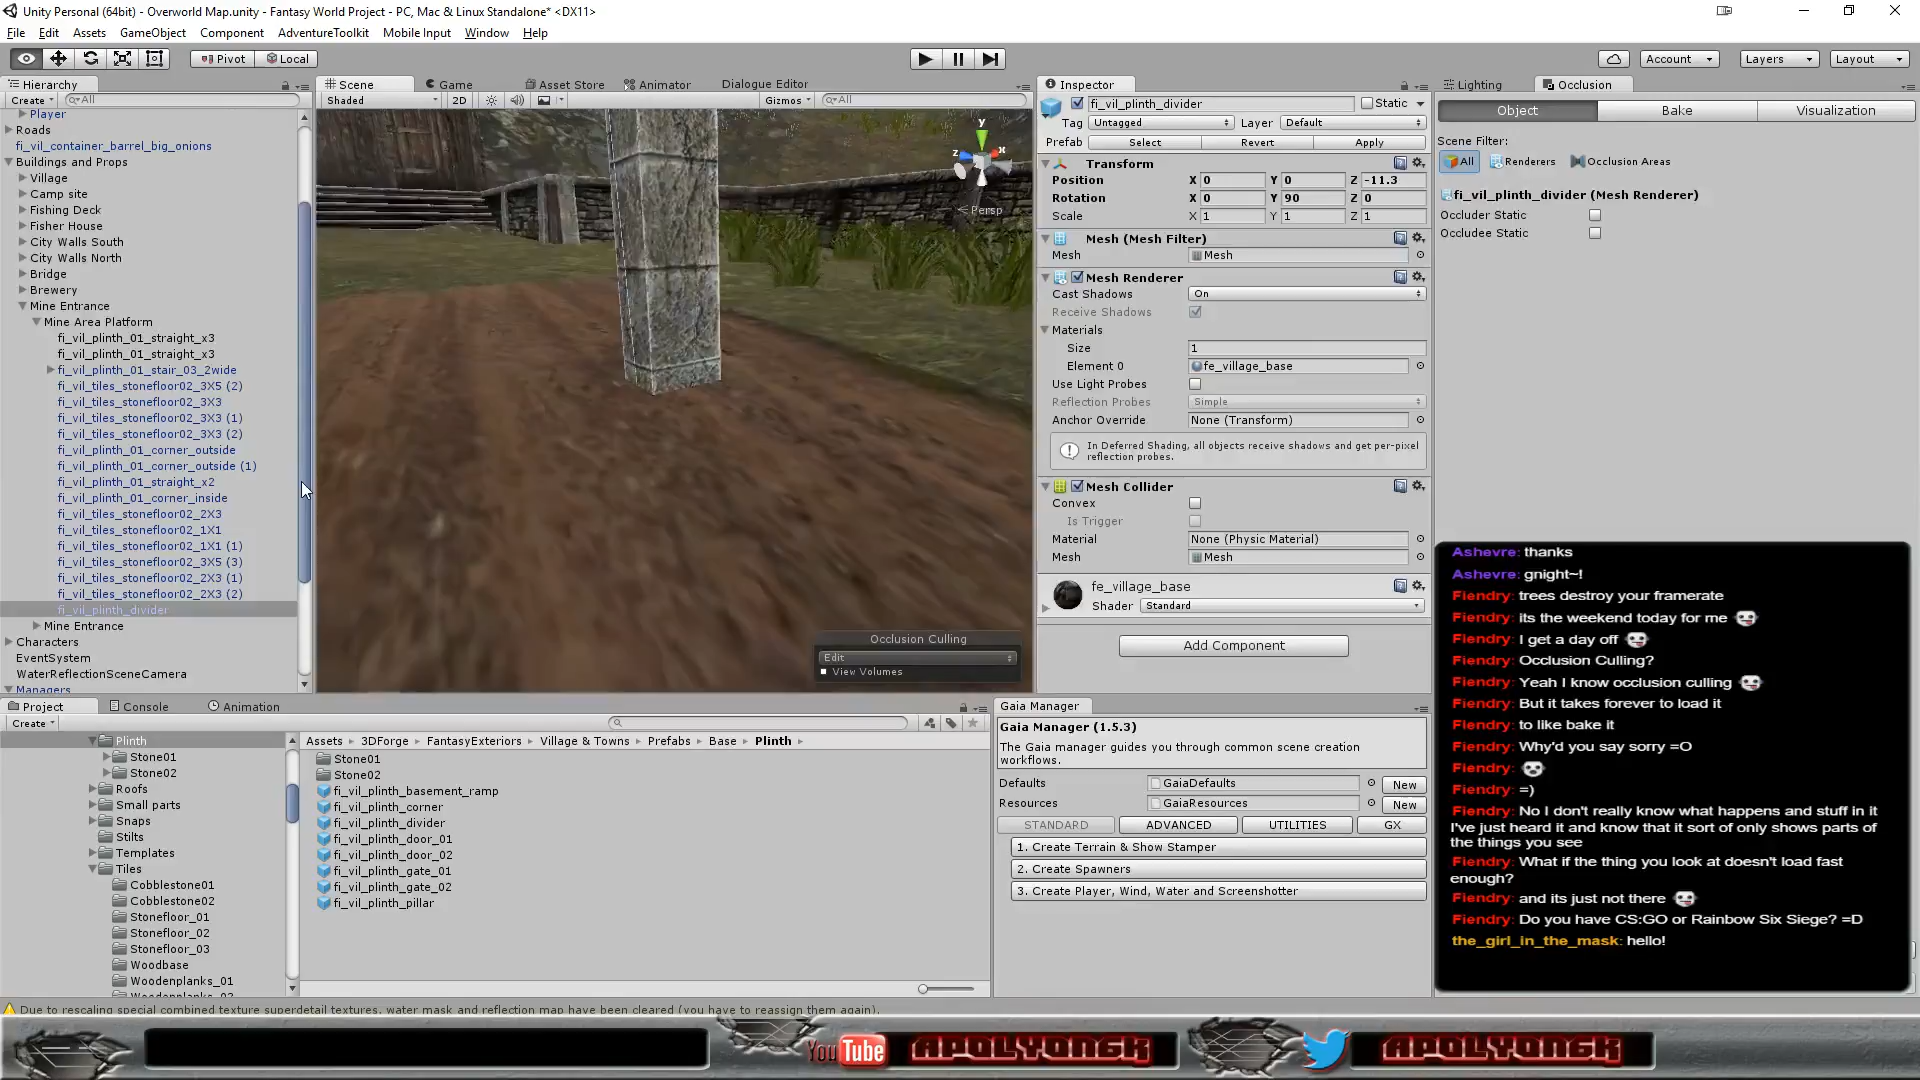 Unity Personal (64bit) - Overworld Map.unity - Fantasy World Project - PC, Mac & Linux Standalone* <DX11>
File Edit Assets GameObject Component AdventureToolkit Mobile Input Window Help
Pivot Local Account Layers Layout
Hierarchy
Create All
Player
Roads
fi_vil_container_barrel_big_onions
Buildings and Props
Village
Camp site
Fishing Deck
Fisher House
City Walls South
City Walls North
Bridge
Brewery
Mine Entrance
Mine Area Platform
fi_vil_plinth_01_straight_x3
fi_vil_plinth_01_straight_x3
fi_vil_plinth_01_stair_03_2wide
fi_vil_tiles_stonefloor02_3X5 (2)
fi_vil_tiles_stonefloor02_3X3
fi_vil_tiles_stonefloor02_3X3 (1)
fi_vil_tiles_stonefloor02_3X3 (2)
fi_vil_plinth_01_corner_outside
fi_vil_plinth_01_corner_outside (1)
fi_vil_plinth_01_straight_x2
fi_vil_plinth_01_corner_inside
fi_vil_tiles_stonefloor02_2X3
fi_vil_tiles_stonefloor02_1X1
fi_vil_tiles_stonefloor02_1X1 (1)
fi_vil_tiles_stonefloor02_3X5 (3)
fi_vil_tiles_stonefloor02_2X3 (1)
fi_vil_tiles_stonefloor02_2X3 (2)
fi_vil_plinth_divider
Mine Entrance
Characters
EventSystem
WaterReflectionSceneCamera
Managers
Scene Game Asset Store Animator Dialogue Editor
Shaded 2D Gizmos All
y
z x
Persp
Occlusion Culling
Edit
View Volumes
Inspector
fi_vil_plinth_divider Static
Tag Untagged Layer Default
Prefab Select Revert Apply
Transform
Position X 0 Y 0 Z -11.3
Rotation X 0 Y 90 Z 0
Scale X 1 Y 1 Z 1
Mesh (Mesh Filter)
Mesh Mesh
Mesh Renderer
Cast Shadows On
Receive Shadows
Materials
Size 1
Element 0 fe_village_base
Use Light Probes
Reflection Probes Simple
Anchor Override None (Transform)
In Deferred Shading, all objects receive shadows and get per-pixel
reflection probes.
Mesh Collider
Convex
Is Trigger
Material None (Physic Material)
Mesh Mesh
fe_village_base
Shader Standard
Add Component
Lighting Occlusion
Object Bake Visualization
Scene Filter:
All Renderers Occlusion Areas
fi_vil_plinth_divider (Mesh Renderer)
Occluder Static
Occludee Static
Ashevre: thanks
Ashevre: gnight~!
Fiendry: trees destroy your framerate
Fiendry: its the weekend today for me
Fiendry: I get a day off
Fiendry: Occlusion Culling?
Fiendry: Yeah I know occlusion culling
Fiendry: But it takes forever to load it
Fiendry: to like bake it
Fiendry: Why'd you say sorry =O
Fiendry:
Fiendry: =)
Fiendry: No I don't really know what happens and stuff in it
I've just heard it and know that it sort of only shows parts of
the things you see
Fiendry: What if the thing you look at doesn't load fast
enough?
Fiendry: and its just not there
Fiendry: Do you have CS:GO or Rainbow Six Siege? =D
the_girl_in_the_mask: hello!
Project Console Animation
Create
Plinth
Stone01
Stone02
Roofs
Small parts
Snaps
Stilts
Templates
Tiles
Cobblestone01
Cobblestone02
Stonefloor_01
Stonefloor_02
Stonefloor_03
Woodbase
Woodenplanks_01
Woodenplanks_02
Assets 3DForge FantasyExteriors Village & Towns Prefabs Base Plinth
Stone01
Stone02
fi_vil_plinth_basement_ramp
fi_vil_plinth_corner
fi_vil_plinth_divider
fi_vil_plinth_door_01
fi_vil_plinth_door_02
fi_vil_plinth_gate_01
fi_vil_plinth_gate_02
fi_vil_plinth_pillar
Gaia Manager
Gaia Manager (1.5.3)
The Gaia manager guides you through common scene creation
workflows.
Defaults GaiaDefaults New
Resources GaiaResources New
STANDARD ADVANCED UTILITIES GX
1. Create Terrain & Show Stamper
2. Create Spawners
3. Create Player, Wind, Water and Screenshotter
Due to rescaling special combined texture superdetail textures, water mask and reflection map have been cleared (you have to reassign them again).
YouTube APOLYONGK APOLYONGK